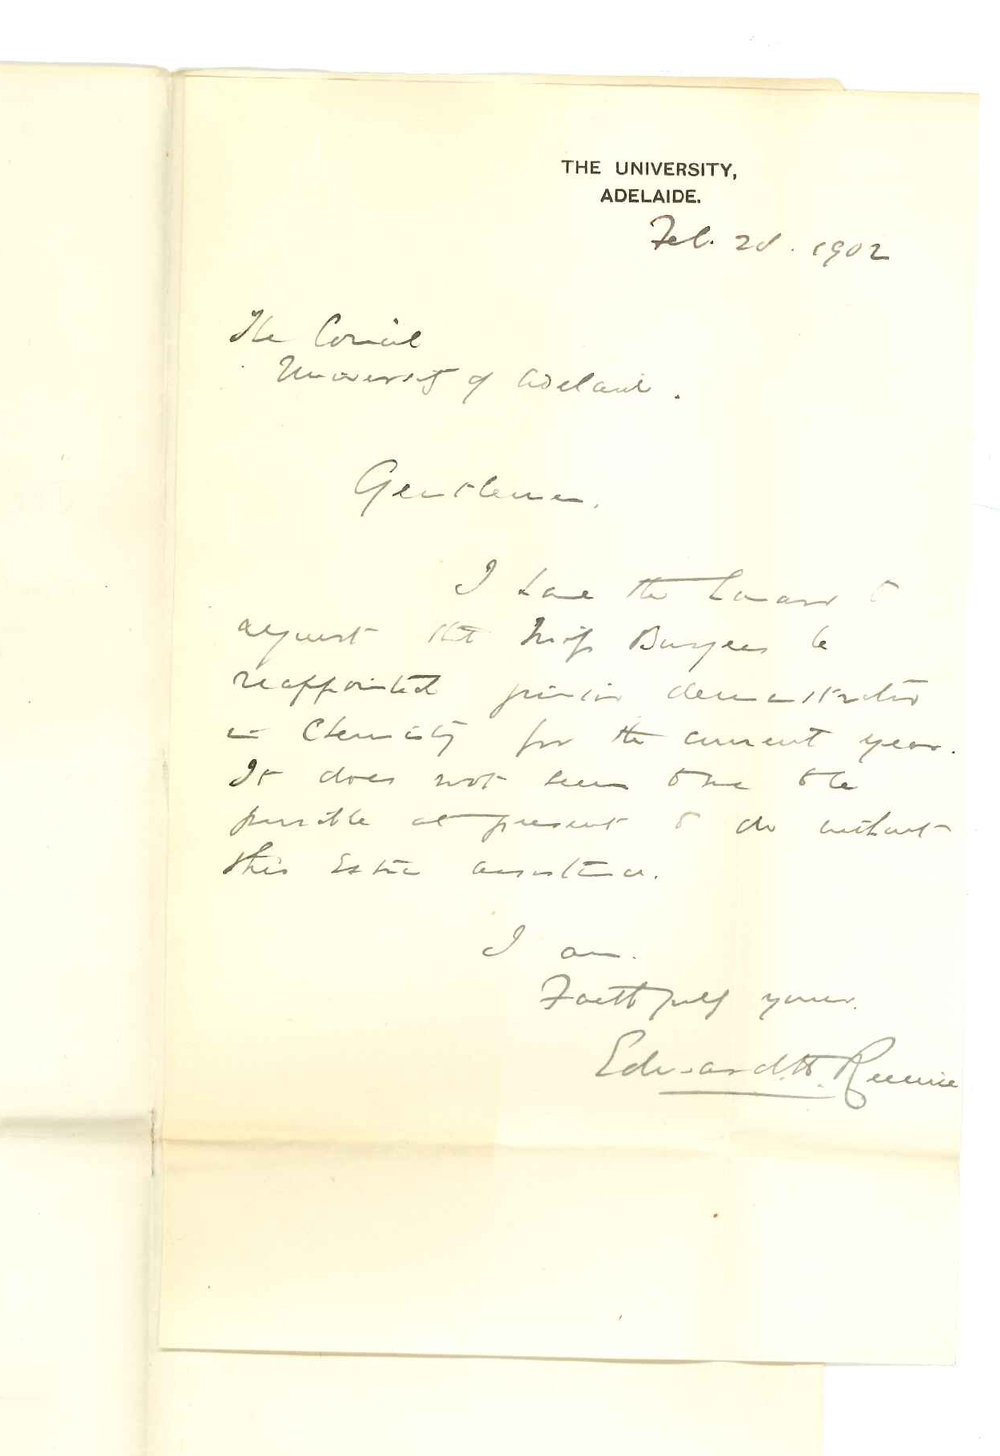 THE UNIVERSITY,
ADELAIDE.
Feb. 28. 1902
The Council
University of Adelaide.
Gentlemen,
I have the honour to
request that Miss Burgess be
reappointed junior demonstrator
in Chemistry for the current year.
It does not seem to me to be
possible at present to do without
this extra assistance.
I am.
Faithfully yours.
Edward. H. Rennie